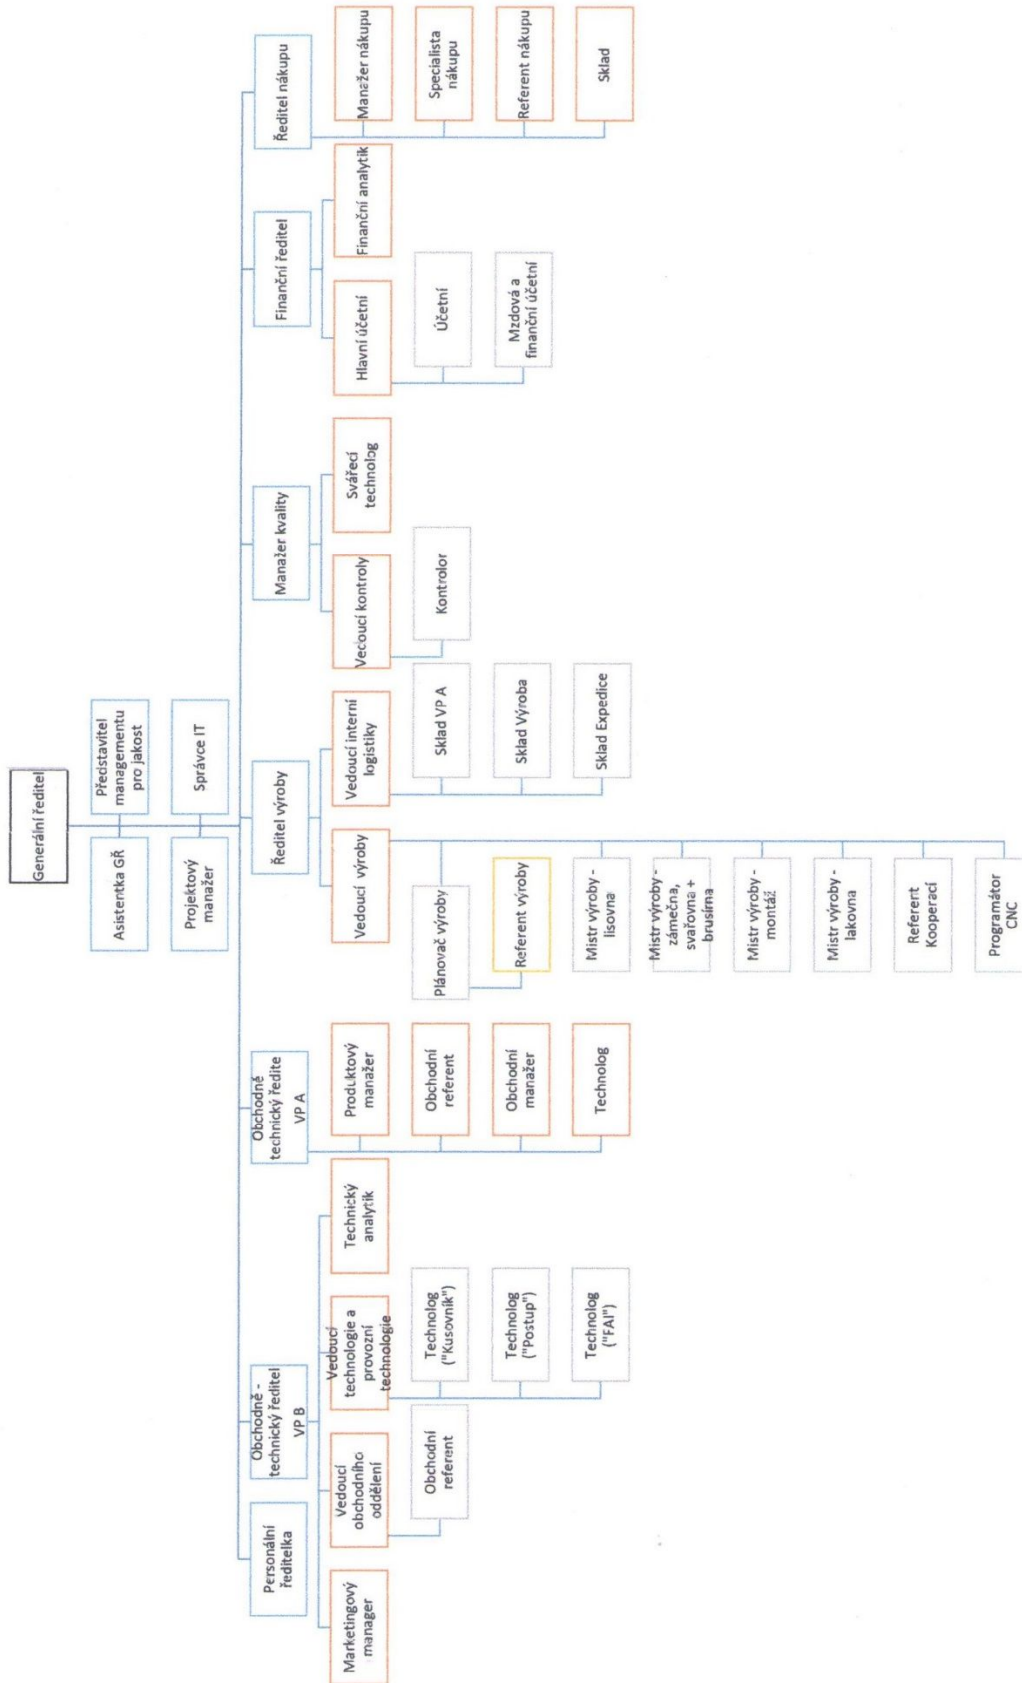 Generální ředitel
Asistentka GŘ
Představitel
managementu
pro jakost
Projektový
manažer
Správce IT
Personální
ředitelka
Obchodně -
technický ředitel
VP B
Obchodně
technický ředite
VP A
Ředitel výroby
Manažer kvality
Finanční ředitel
Ředitel nákupu
Marketingový
manager
Vedoucí
obchodního
oddělení
Vedoucí
technologie a
provozní
technologie
Technický
analytik
Produktový
manažer
Vedoucí výroby
Vedoucí interní
logistiky
Vedoucí kontroly
Svářecí
technolog
Hlavní účetní
Finanční analytik
Manažer nákupu
Obchodní
referent
Technolog
("Kusovník")
Obchodní
referent
Plánovač výroby
Sklad VP A
Kontrolor
Účetní
Specialista
nákupu
Technolog
("Postup")
Obchodní
manažer
Referent výroby
Sklad Výroba
Mzdová a
finanční účetní
Referent nákupu
Technolog
("FAI")
Technolog
Mistr výroby -
lisovna
Sklad Expedice
Sklad
Mistr výroby -
zámečna,
svařovna +
brusírna
Mistr výroby -
montáž
Mistr výroby -
lakovna
Referent
Kooperací
Programátor
CNC